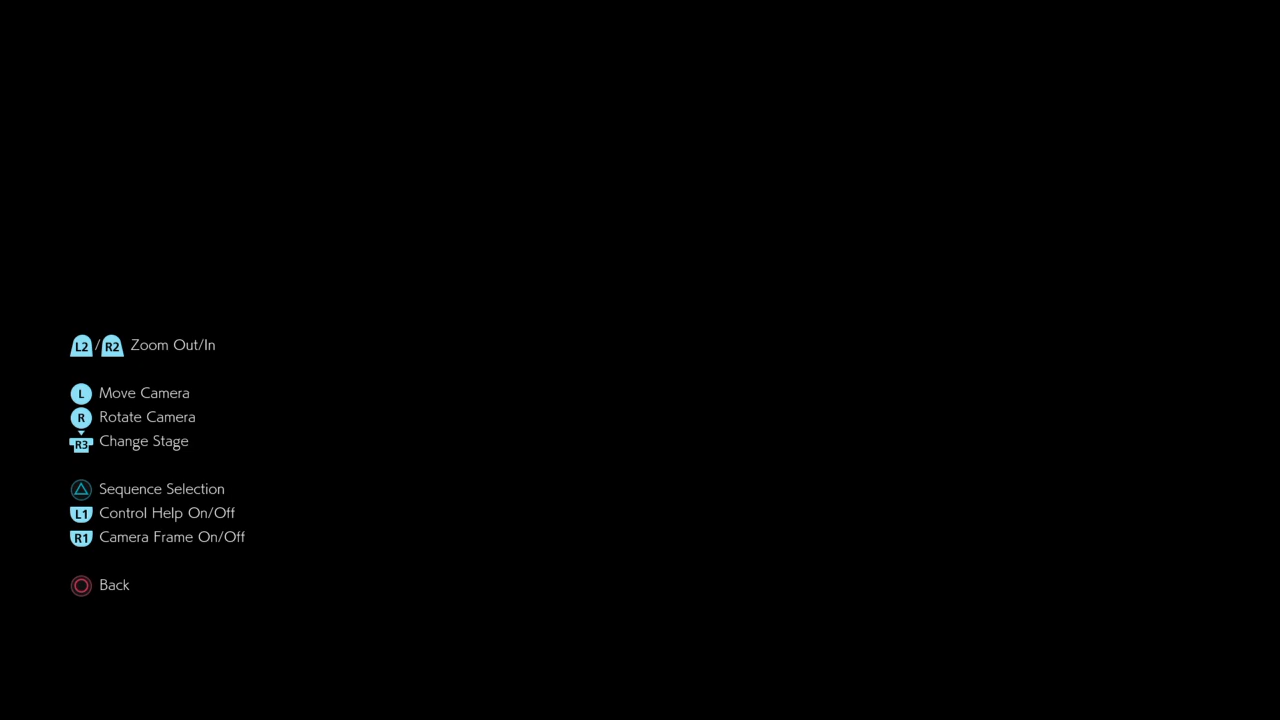 L2/R2 Zoom Out/In
L Move Camera
R Rotate Camera
R3 Change Stage
Sequence Selection
L1 Control Help On/Off
R1 Camera Frame On/Off
Back